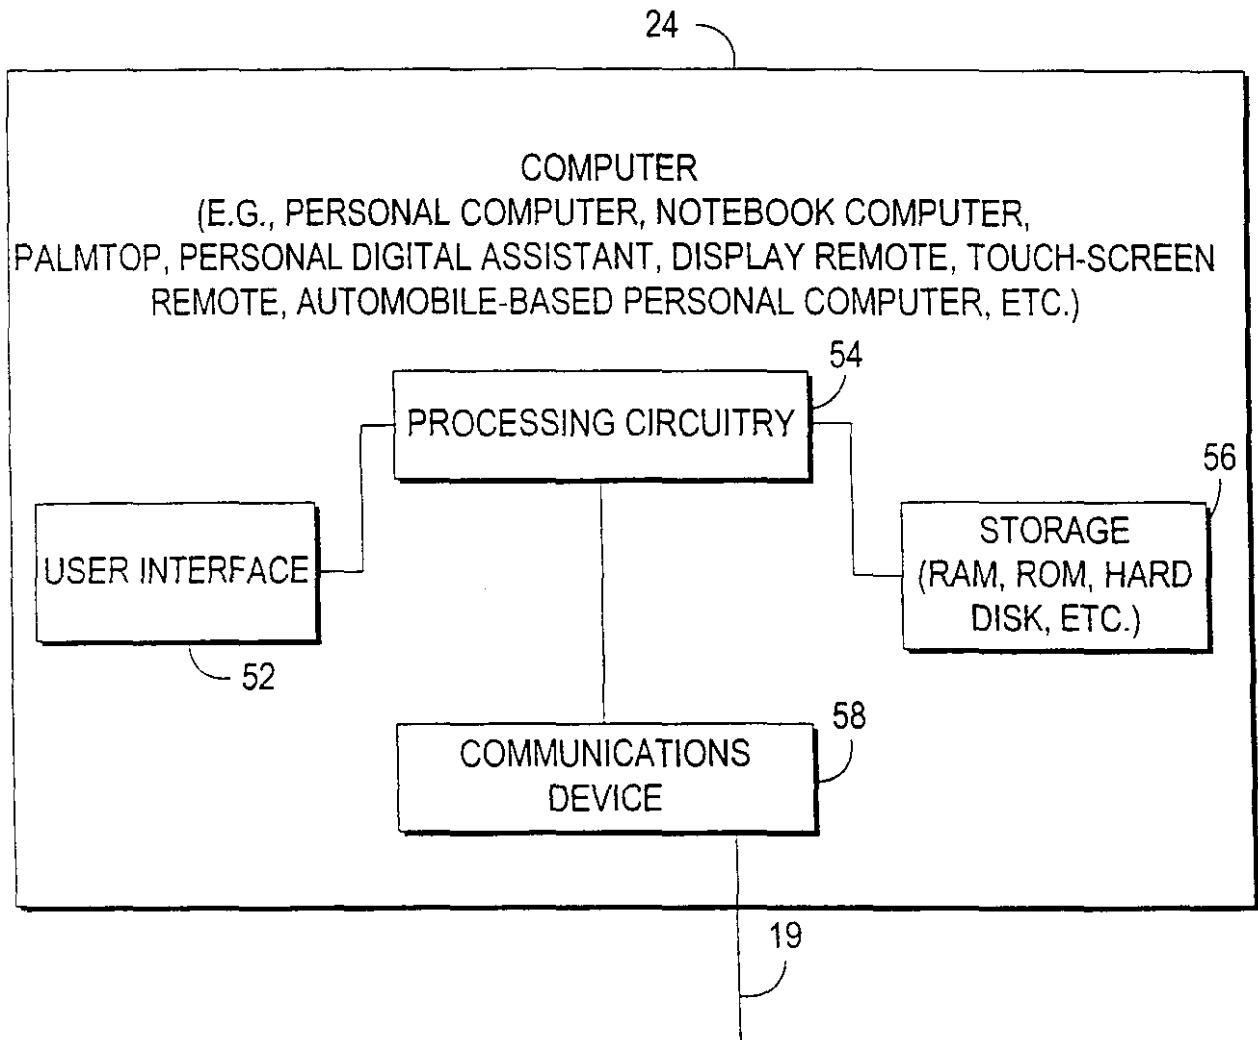 24
COMPUTER
(E.G., PERSONAL COMPUTER, NOTEBOOK COMPUTER,
PALMTOP, PERSONAL DIGITAL ASSISTANT, DISPLAY REMOTE, TOUCH-SCREEN
REMOTE, AUTOMOBILE-BASED PERSONAL COMPUTER, ETC.)
54
PROCESSING CIRCUITRY
56
USER INTERFACE
52
STORAGE
(RAM, ROM, HARD
DISK, ETC.)
58
COMMUNICATIONS
DEVICE
19